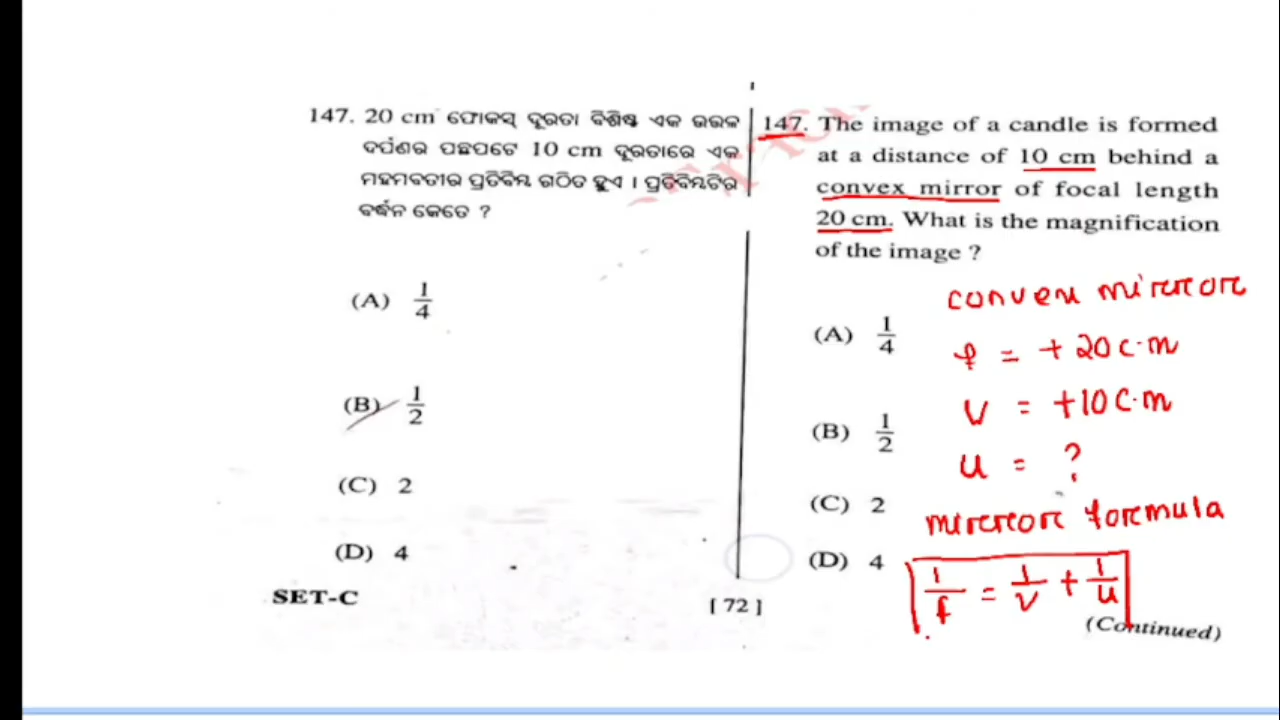 147. 20 cm ଫୋକସ୍ ଦୂରତା ବିଶିଷ୍ଟ ଏକ ଉତ୍ତଳ
ଦର୍ପଣର ପଛପଟେ 10 cm ଦୂରତାରେ ଏକ
ମହମବତୀର ପ୍ରତିବିମ୍ବ ଗଠିତ ହୁଏ । ପ୍ରତିବିମ୍ବଟିର
ବର୍ଦ୍ଧନ କେତେ ?
(A) 1/4
(B) 1/2
(C) 2
(D) 4
SET-C
147. The image of a candle is formed
at a distance of 10 cm behind a
convex mirror of focal length
20 cm. What is the magnification
of the image ?
(A) 1/4
(B) 1/2
(C) 2
(D) 4
[ 72 ]
(Continued)
convex mirror
f = +20 c.m
v = +10 c.m
u = ?
mirror formula
1/f = 1/v + 1/u